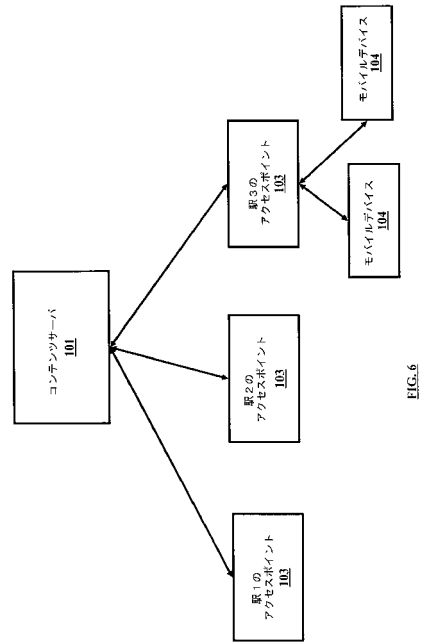 コンテンツサーバ
101
駅1の
アクセスポイント
103
駅2の
アクセスポイント
103
駅3の
アクセスポイント
103
モバイルデバイス
104
モバイルデバイス
104
FIG. 6